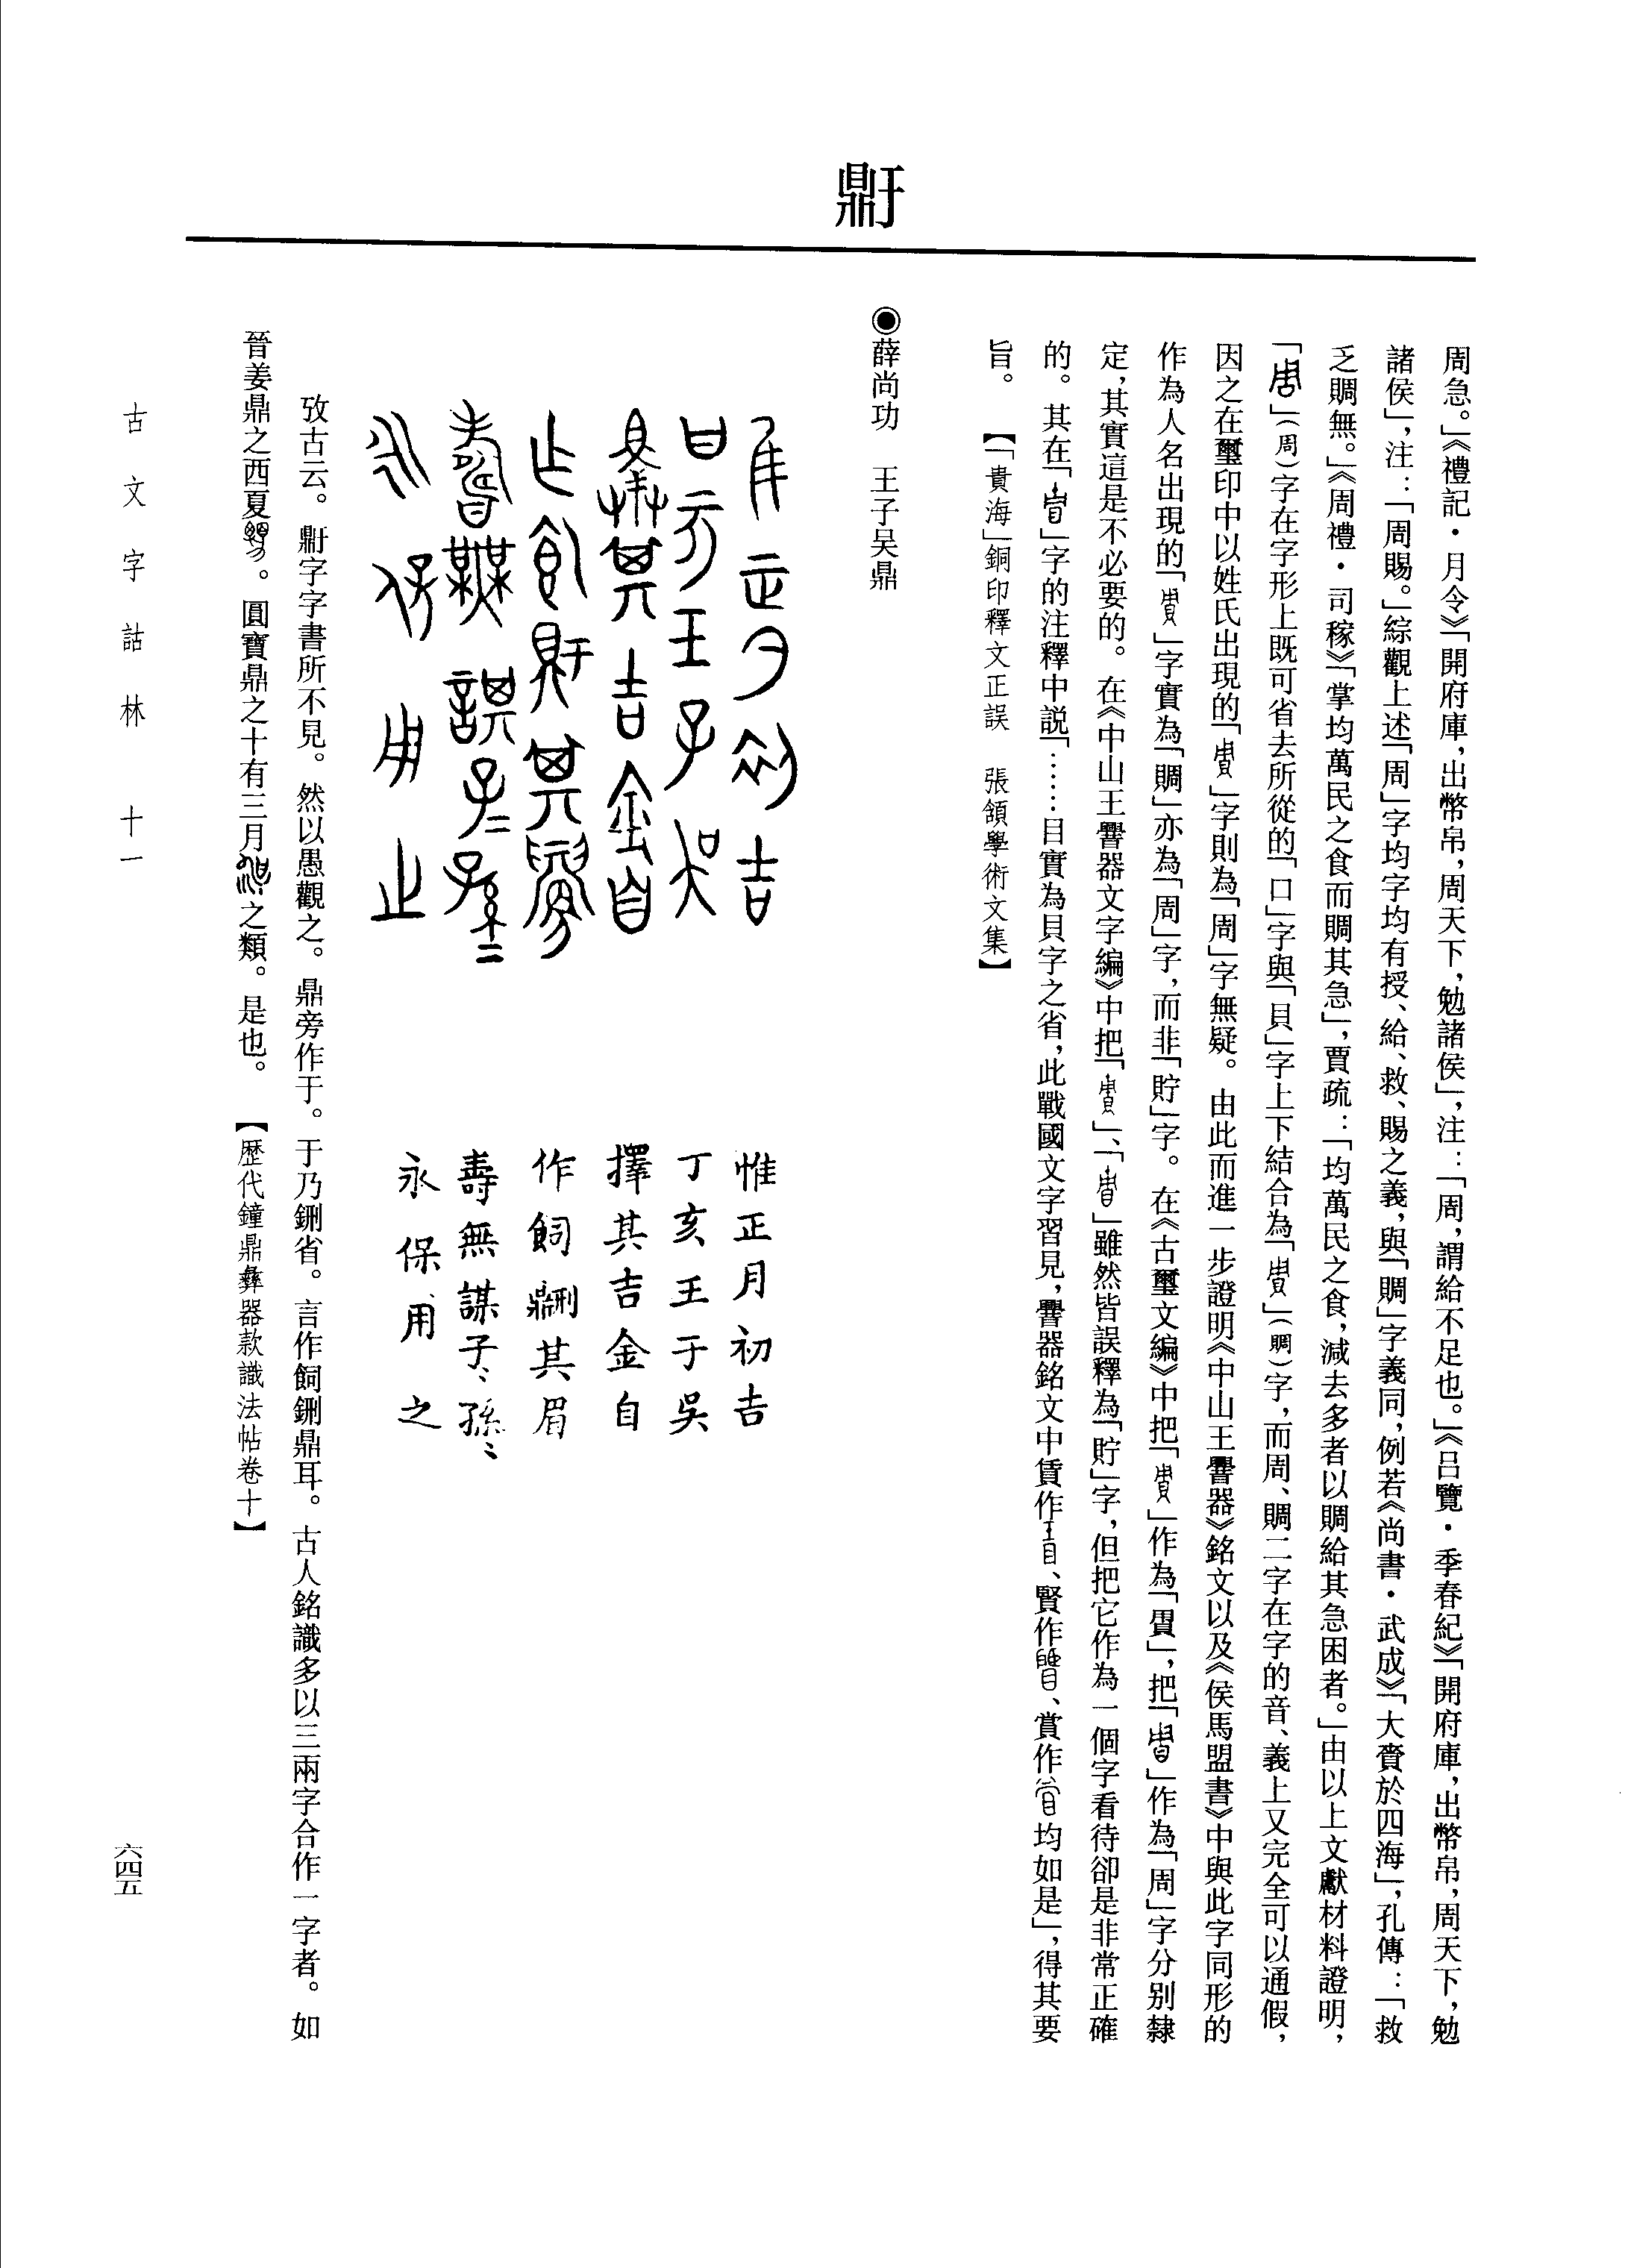 鼾
周急。」《禮記·月令》「開府庫，出幣帛，周天下，勉諸侯」，注：「周，謂給不足也。」《吕覽·季春紀》「開府庫，出幣帛，周天下，勉
諸侯」，注：「周賜。」綜觀上述「周」字均字均有授、給、救、賜之義，與「賙」字義同，例若《尚書·武成》「大賚於四海」，孔傳：「救
乏賙無。」《周禮·司稼》「掌均萬民之食而賙其急」，賈疏：「均萬民之食，減去多者以賙給其急困者。」由以上文獻材料證明，
「」（周）字在字形上既可省去所從的「口」字與「貝」字上下結合為「」（賙）字，而周、賙二字在字的音、義上又完全可以通假，
因之在璽印中以姓氏出現的「」字則為「周」字無疑。由此而進一步證明《中山王譽器》銘文以及《侯馬盟書》中與此字同形的
作為人名出現的「」字實為「賙」亦為「周」字，而非「貯」字。在《古璽文編》中把「」作為「」，把「」作為「周」字分别隸
定，其實這是不必要的。在《中山王器文字編》中把「」、「」雖然皆誤釋為「貯」字，但把它作為一個字看待卻是非常正確
的。其在「」字的注釋中説「……目實為貝字之省，此戰國文字習見，器銘文中賃作、賢作、賞作均如是」，得其要
旨。【「貴海」銅印釋文正誤　張頷學術文集】
◉薛尚功　王子吴鼎
惟正月初吉
丁亥王于吳
擇其吉金自
作飼其眉
壽無謀子〻孫〻
永保用之
攷古云。字字書所不見。然以愚觀之。鼎旁作于。于乃鉶省。言作飼鉶鼎耳。古人銘識多以三兩字合作一字者。如
晉姜鼎之西夏。圓寶鼎之十有三月之類。是也。【歷代鐘鼎彝器款識法帖卷十】
古文字詁林　十一
六四五